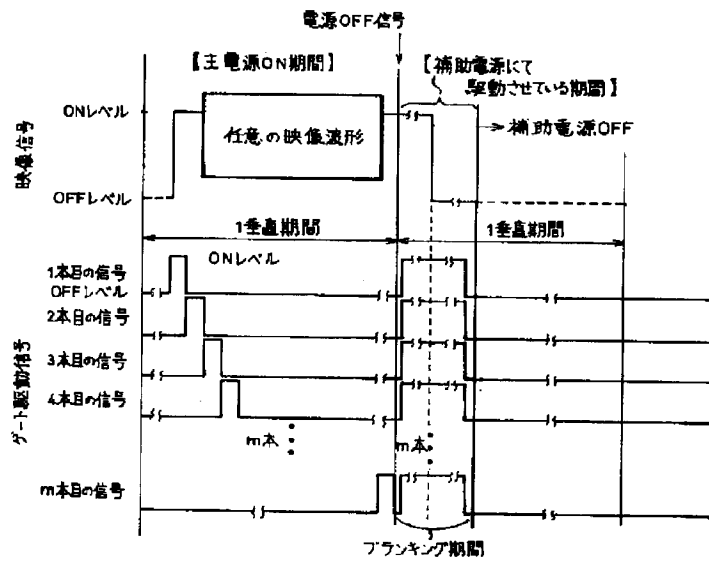 電源OFF信号
【主電源ON期間】
【補助電源にて
駆動させている期間】
ONレベル
任意の映像波形
補助電源OFF
映像信号
OFFレベル
1垂直期間
1垂直期間
ONレベル
1本目の信号
OFFレベル
2本目の信号
3本目の信号
4本目の信号
ゲート駆動信号
m本
m本
m本目の信号
ブランキング期間